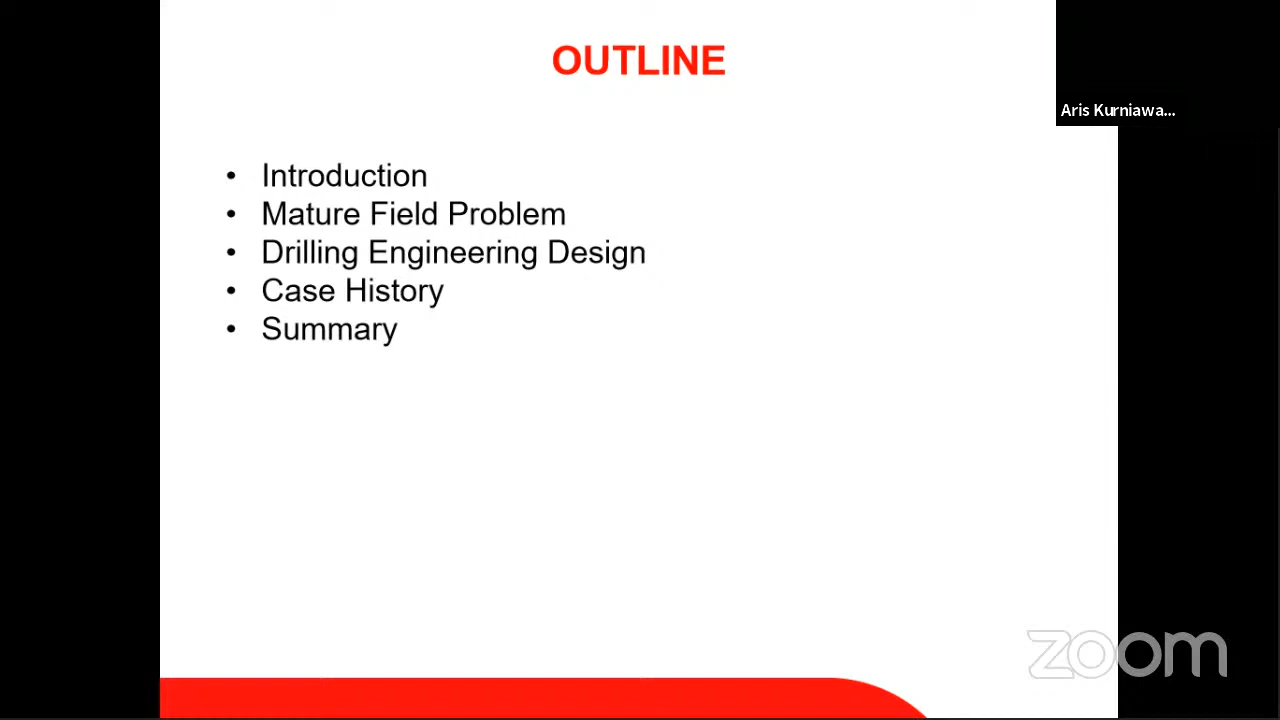 OUTLINE
Aris Kurniawa...
• Introduction
• Mature Field Problem
• Drilling Engineering Design
• Case History
• Summary
zoom